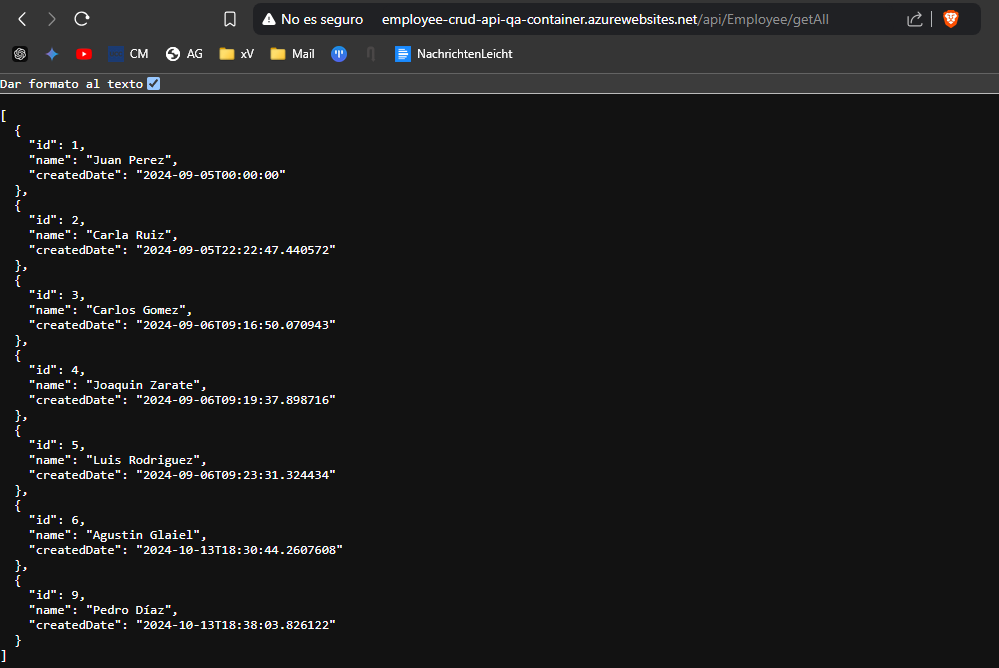 No es seguro employee-crud-api-qa-container.azurewebsites.net/api/Employee/getAll
CM AG xV Mail NachrichtenLeicht
Dar formato al texto
[
  {
    "id": 1,
    "name": "Juan Perez",
    "createdDate": "2024-09-05T00:00:00"
  },
  {
    "id": 2,
    "name": "Carla Ruiz",
    "createdDate": "2024-09-05T22:22:47.440572"
  },
  {
    "id": 3,
    "name": "Carlos Gomez",
    "createdDate": "2024-09-06T09:16:50.070943"
  },
  {
    "id": 4,
    "name": "Joaquin Zarate",
    "createdDate": "2024-09-06T09:19:37.898716"
  },
  {
    "id": 5,
    "name": "Luis Rodriguez",
    "createdDate": "2024-09-06T09:23:31.324434"
  },
  {
    "id": 6,
    "name": "Agustin Glaiel",
    "createdDate": "2024-10-13T18:30:44.2607608"
  },
  {
    "id": 9,
    "name": "Pedro Díaz",
    "createdDate": "2024-10-13T18:38:03.826122"
  }
]